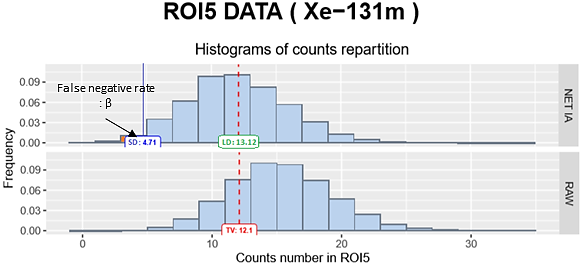 ROI5 DATA ( Xe−131m )
Histograms of counts repartition
0.09
0.06
0.03
0.00
False negative rate
: β
SD: 4.71
LD: 13.12
NET IA
Frequency
0.09
0.06
0.03
0.00
TV: 12.1
RAW
0 10 20 30
Counts number in ROI5